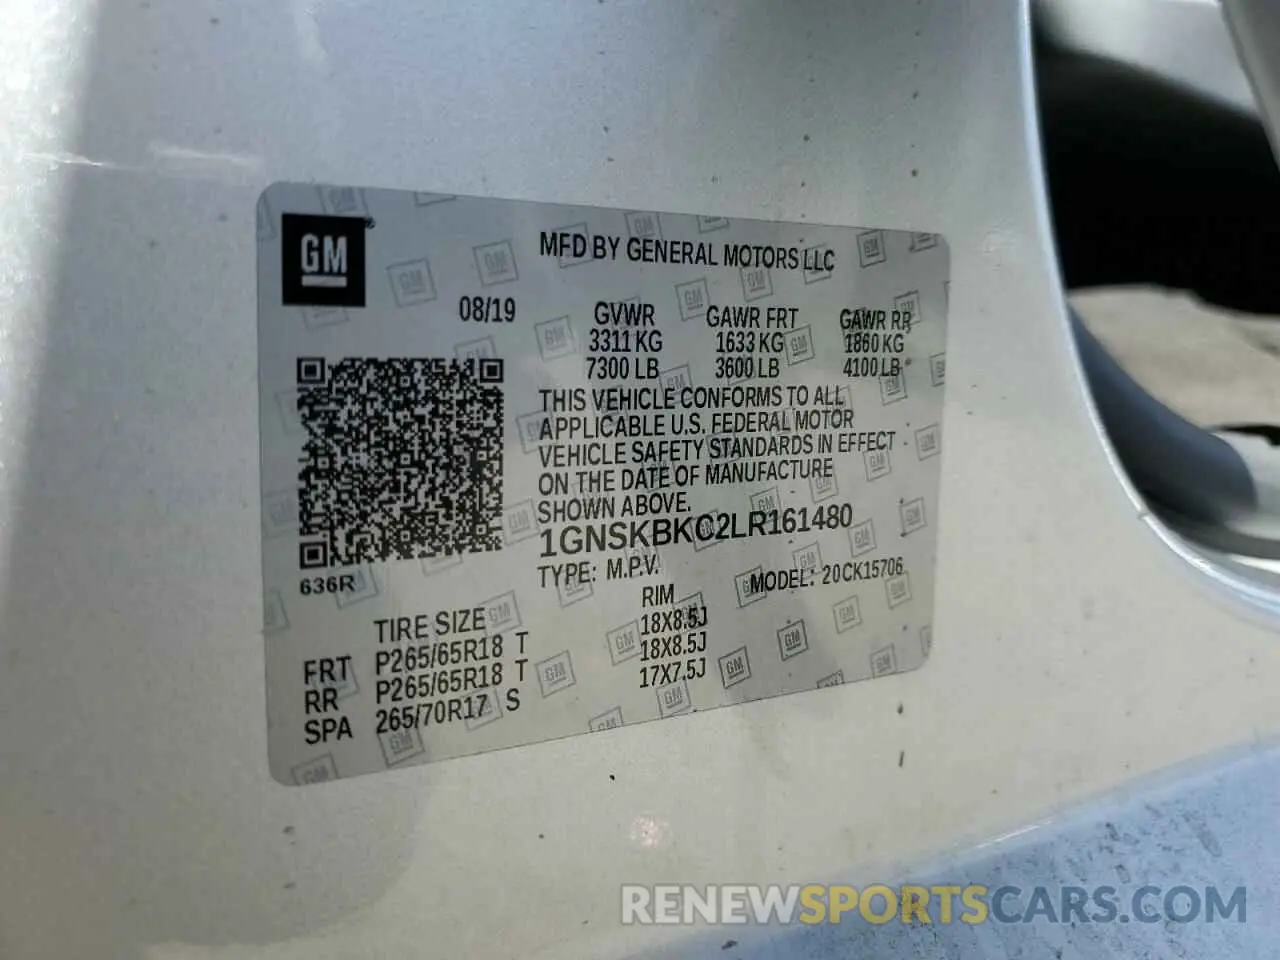 GM®
MFD BY GENERAL MOTORS LLC
08/19
GVWR GAWR FRT GAWR RR
3311 KG 1633 KG 1860 KG
7300 LB 3600 LB 4100 LB
THIS VEHICLE CONFORMS TO ALL
APPLICABLE U.S. FEDERAL MOTOR
VEHICLE SAFETY STANDARDS IN EFFECT
ON THE DATE OF MANUFACTURE
SHOWN ABOVE.
1GNSKBKC2LR161480
636R
TYPE: M.P.V. MODEL: 20CK15706
TIRE SIZE RIM
FRT P265/65R18 T 18X8.5J
RR P265/65R18 T 18X8.5J
SPA 265/70R17 S 17X7.5J
RENEWSPORTSCARS.COM